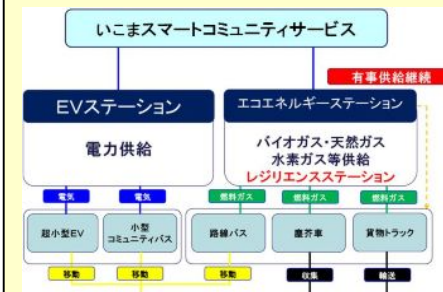 いこまスマートコミュニティサービス
有事供給継続
EVステーション
エコエネルギーステーション
電力供給
バイオガス・天然ガス
水素ガス等供給
レジリエンスステーション
電気
電気
燃料ガス
燃料ガス
燃料ガス
超小型EV
小型
コミュニティバス
路線バス
塵芥車
貨物トラック
移動
移動
移動
収集
輸送